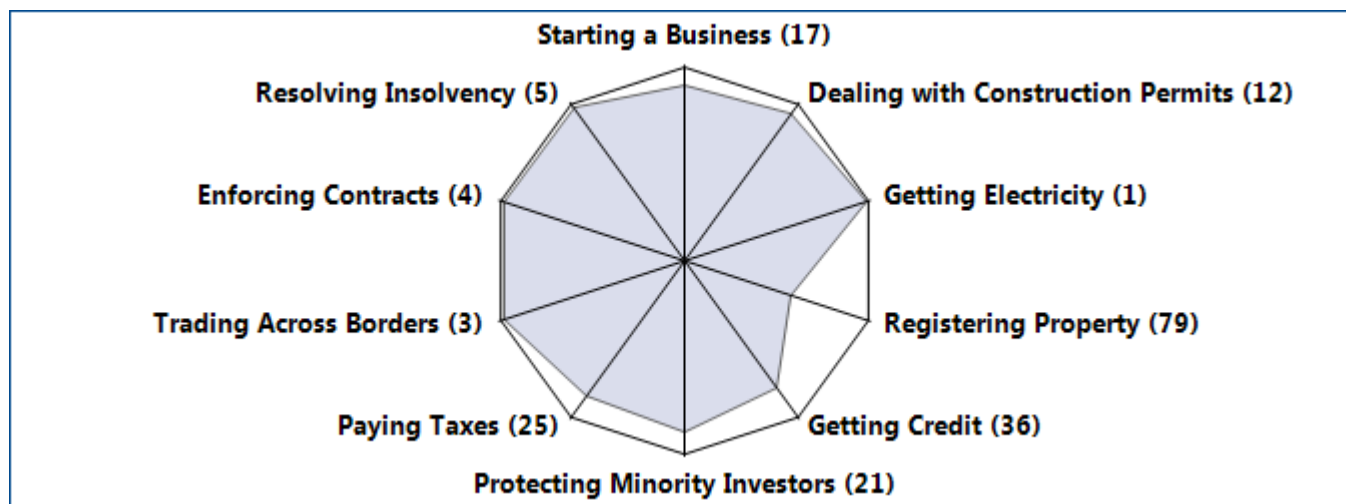 Starting a Business (17)
Resolving Insolvency (5)
Dealing with Construction Permits (12)
Enforcing Contracts (4)
Getting Electricity (1)
Trading Across Borders (3)
Registering Property (79)
Paying Taxes (25)
Getting Credit (36)
Protecting Minority Investors (21)